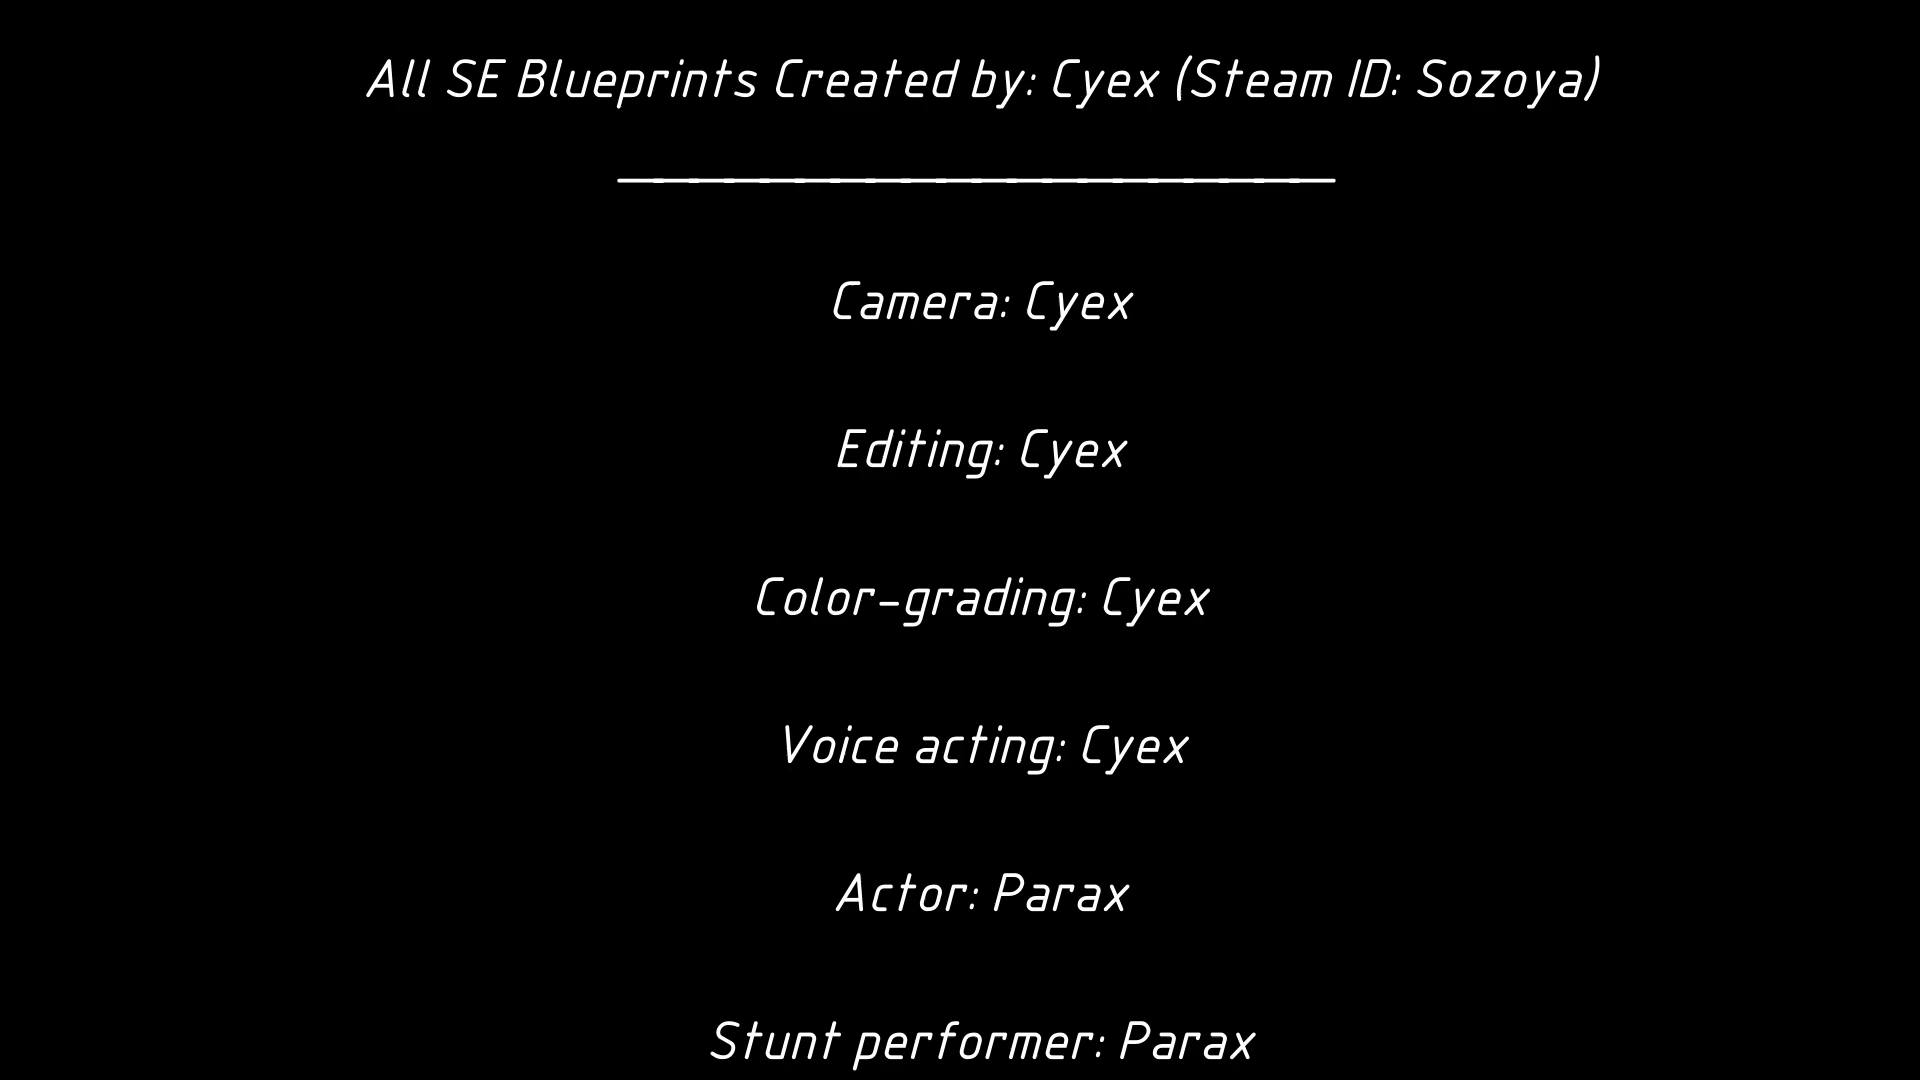 All SE Blueprints Created by: Cyex (Steam ID: Sozoya)
Camera: Cyex
Editing: Cyex
Color-grading: Cyex
Voice acting: Cyex
Actor: Parax
Stunt performer: Parax